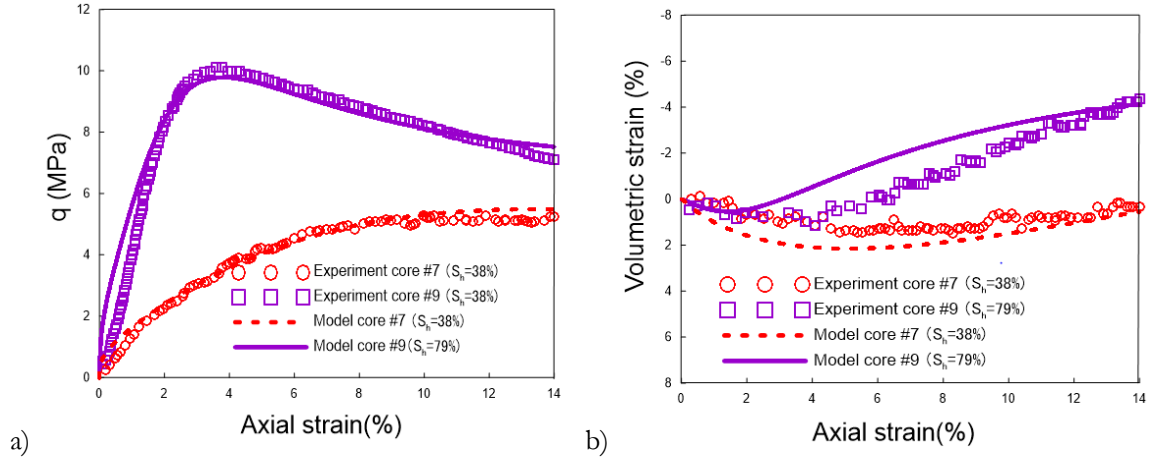 12
10
8
6
4
2
0
q (MPa)
Experiment core #7 (Sh=38%)
Experiment core #9 (Sh=38%)
Model core #7 (Sh=38%)
Model core #9 (Sh=79%)
0 2 4 6 8 10 12 14
Axial strain(%)
a)
-8
-6
-4
-2
0
2
4
6
8
Volumetric strain (%)
Experiment core #7 (Sh=38%)
Experiment core #9 (Sh=79%)
Model core #7 (Sh=38%)
Model core #9 (Sh=79%)
0 2 4 6 8 10 12 14
Axial strain(%)
b)